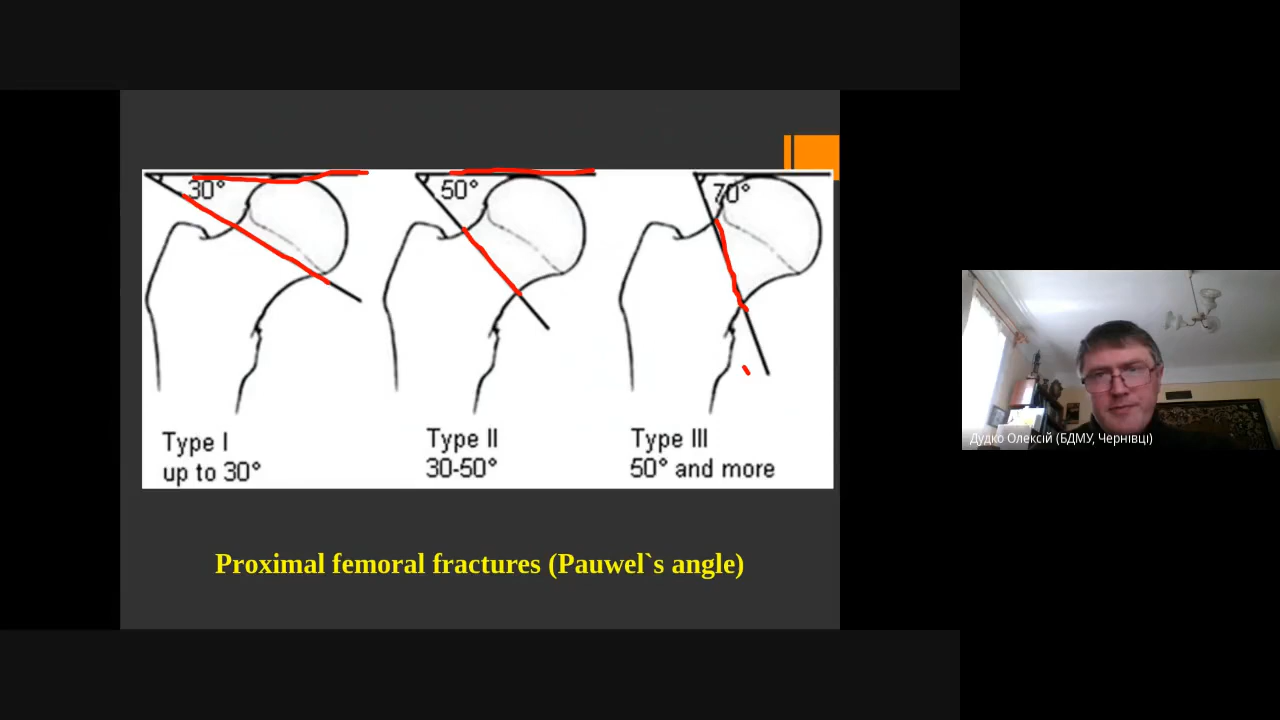 30°
50°
70°
Type I
up to 30°
Type II
30-50°
Type III
50° and more
Proximal femoral fractures (Pauwel`s angle)
Дудко Олексій (БДМУ, Чернівці)